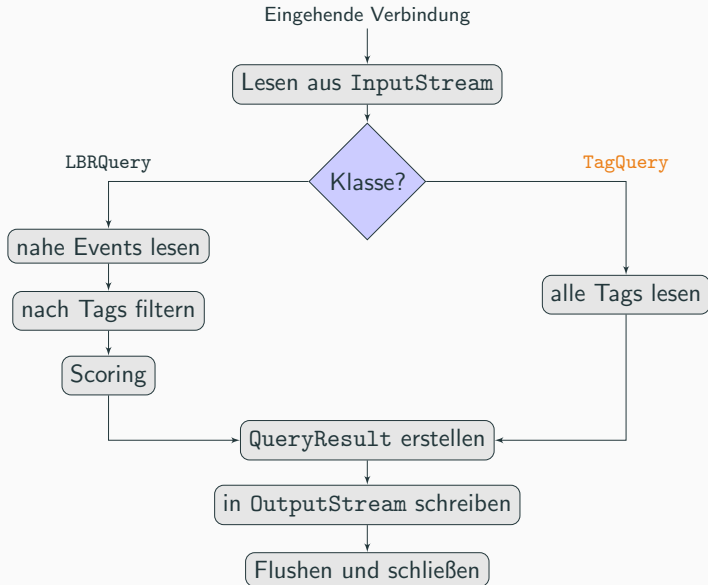 Eingehende Verbindung
Lesen aus InputStream
Klasse?
LBRQuery
TagQuery
nahe Events lesen
nach Tags filtern
Scoring
alle Tags lesen
QueryResult erstellen
in OutputStream schreiben
Flushen und schließen